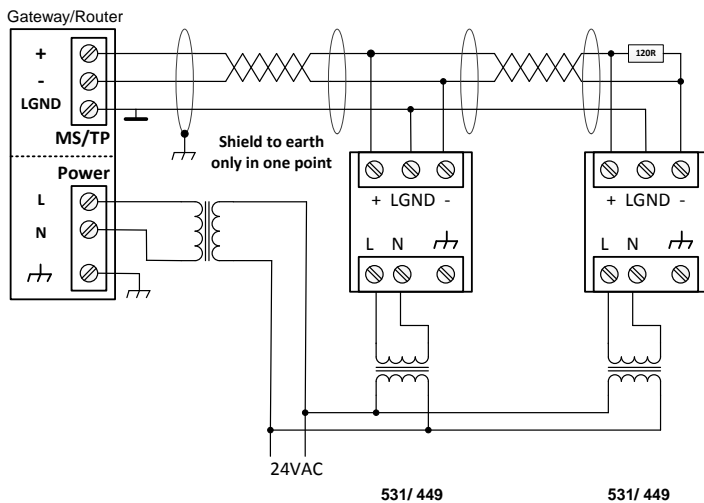 Gateway/Router
+
-
LGND
MS/TP
Power
L
N
120R
Shield to earth
only in one point
+ LGND -
L N
+ LGND -
L N
24VAC
531/ 449
531/ 449